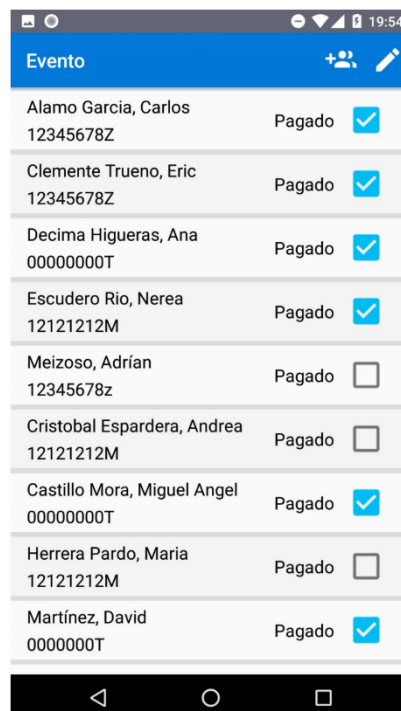 19:54
Evento
Alamo Garcia, Carlos
12345678Z
Pagado
Clemente Trueno, Eric
12345678Z
Pagado
Decima Higueras, Ana
00000000T
Pagado
Escudero Rio, Nerea
12121212M
Pagado
Meizoso, Adrían
12345678z
Pagado
Cristobal Espardera, Andrea
12121212M
Pagado
Castillo Mora, Miguel Angel
00000000T
Pagado
Herrera Pardo, Maria
12121212M
Pagado
Martínez, David
0000000T
Pagado